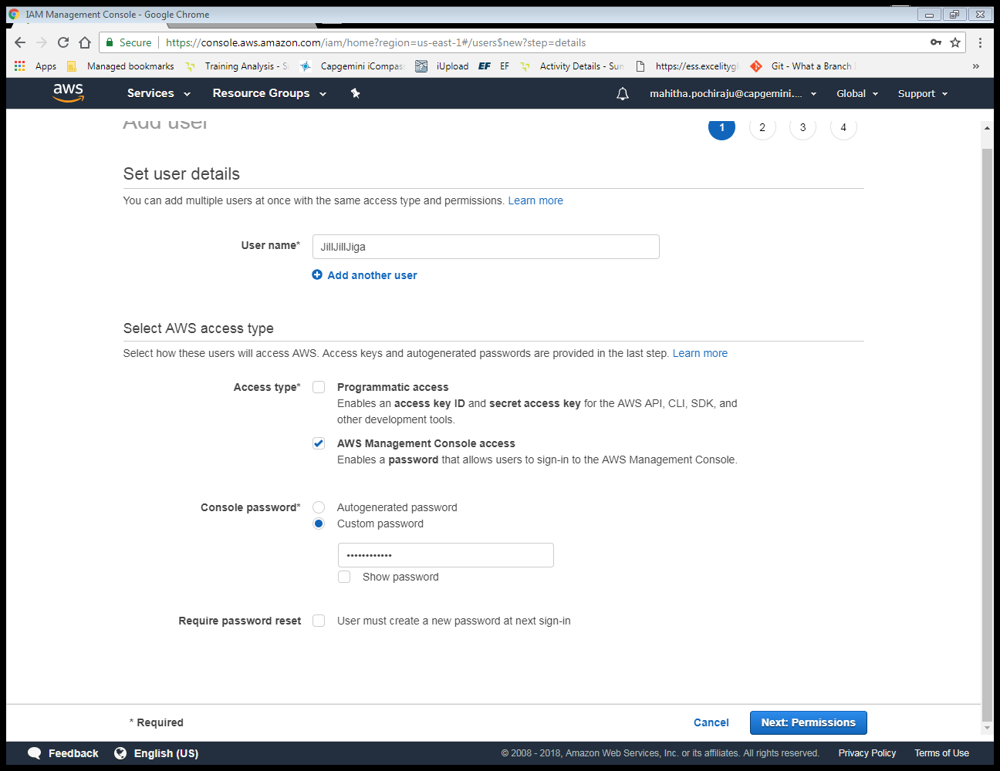 IAM Management Console - Google Chrome
Secure https://console.aws.amazon.com/iam/home?region=us-east-1#/users$new?step=details
Apps Managed bookmarks Training Analysis - Capgemini iCompass iUpload EF EF Activity Details - Sun https://ess.excelityg Git - What a Branch »
aws Services Resource Groups mahitha.pochiraju@capgemini.... Global Support
Add user 1 2 3 4
Set user details
You can add multiple users at once with the same access type and permissions. Learn more
User name* JillJillJiga
Add another user
Select AWS access type
Select how these users will access AWS. Access keys and autogenerated passwords are provided in the last step. Learn more
Access type* Programmatic access
Enables an access key ID and secret access key for the AWS API, CLI, SDK, and
other development tools.
AWS Management Console access
Enables a password that allows users to sign-in to the AWS Management Console.
Console password* Autogenerated password
Custom password
••••••••••••
Show password
Require password reset User must create a new password at next sign-in
* Required Cancel Next: Permissions
Feedback English (US) © 2008 - 2018, Amazon Web Services, Inc. or its affiliates. All rights reserved. Privacy Policy Terms of Use